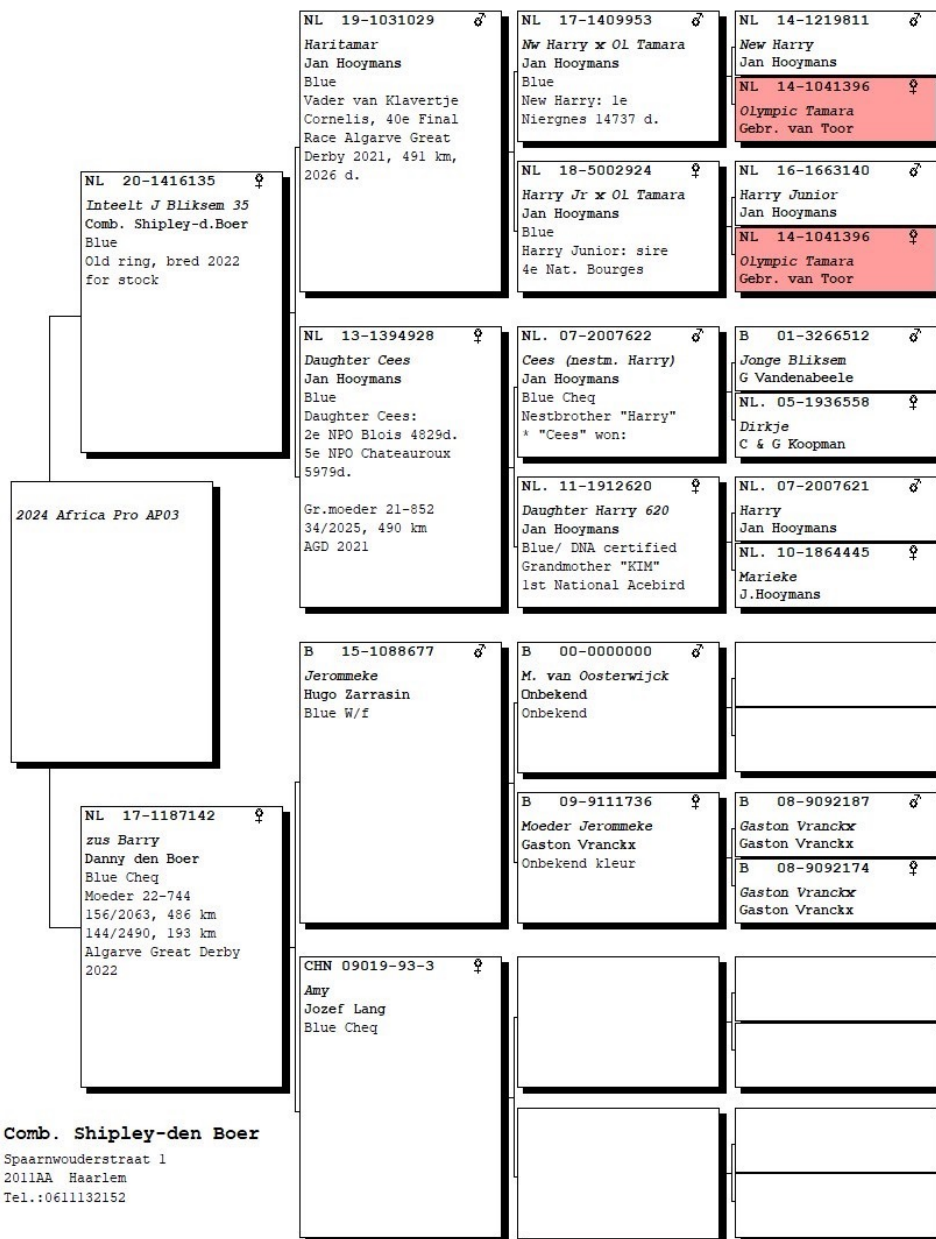 2024 Africa Pro AP03
NL 20-1416135 ♀
Inteelt J Bliksem 35
Comb. Shipley-d.Boer
Blue
Old ring, bred 2022
for stock
NL 17-1187142 ♀
zus Barry
Danny den Boer
Blue Cheq
Moeder 22-744
156/2063, 486 km
144/2490, 193 km
Algarve Great Derby
2022
NL 19-1031029 ♂
Haritamar
Jan Hooymans
Blue
Vader van Klavertje
Cornelis, 40e Final
Race Algarve Great
Derby 2021, 491 km,
2026 d.
NL 13-1394928 ♀
Daughter Cees
Jan Hooymans
Blue
Daughter Cees:
2e NPO Blois 4829d.
5e NPO Chateauroux
5979d.
Gr.moeder 21-852
34/2025, 490 km
AGD 2021
B 15-1088677 ♂
Jerommeke
Hugo Zarrasin
Blue W/f
CHN 09019-93-3 ♀
Amy
Jozef Lang
Blue Cheq
NL 17-1409953 ♂
Nw Harry x Ol Tamara
Jan Hooymans
Blue
New Harry: 1e
Niergnes 14737 d.
NL 18-5002924 ♀
Harry Jr x Ol Tamara
Jan Hooymans
Blue
Harry Junior: sire
4e Nat. Bourges
NL. 07-2007622 ♂
Cees (nestm. Harry)
Jan Hooymans
Blue Cheq
Nestbrother "Harry"
* "Cees" won:
NL. 11-1912620 ♀
Daughter Harry 620
Jan Hooymans
Blue/ DNA certified
Grandmother "KIM"
1st National Acebird
B 00-0000000 ♂
M. van Oosterwijck
Onbekend
Onbekend
B 09-9111736 ♀
Moeder Jerommeke
Gaston Vranckx
Onbekend kleur
NL 14-1219811 ♂
New Harry
Jan Hooymans
NL 14-1041396 ♀
Olympic Tamara
Gebr. van Toor
NL 16-1663140 ♂
Harry Junior
Jan Hooymans
NL 14-1041396 ♀
Olympic Tamara
Gebr. van Toor
B 01-3266512 ♂
Jonge Bliksem
G Vandenabeele
NL. 05-1936558 ♀
Dirkje
C & G Koopman
NL. 07-2007621 ♂
Harry
Jan Hooymans
NL. 10-1864445 ♀
Marieke
J.Hooymans
B 08-9092187 ♂
Gaston Vranckx
Gaston Vranckx
B 08-9092174 ♀
Gaston Vranckx
Gaston Vranckx
Comb. Shipley-den Boer
Spaarnwouderstraat 1
2011AA Haarlem
Tel.:0611132152